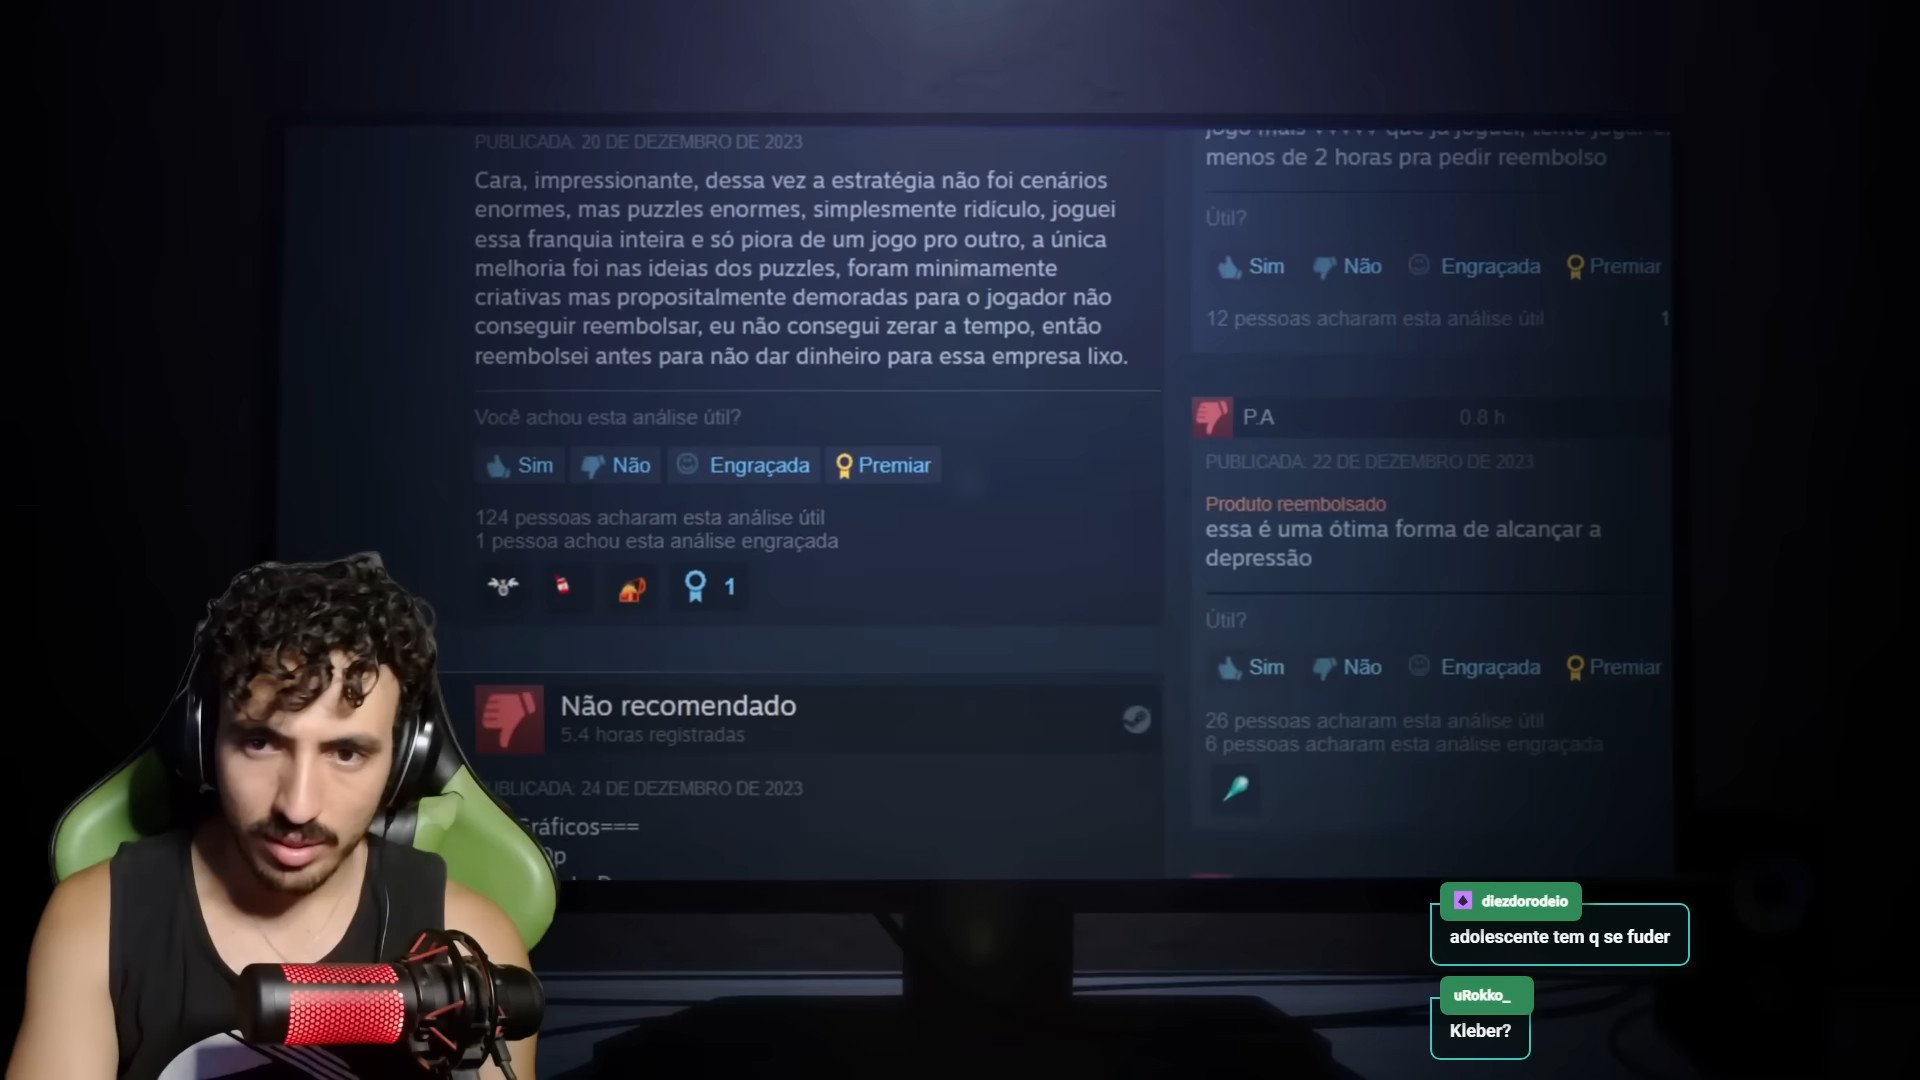 PUBLICADA: 20 DE DEZEMBRO DE 2023
Cara, impressionante, dessa vez a estratégia não foi cenários
enormes, mas puzzles enormes, simplesmente ridículo, joguei
essa franquia inteira e só piora de um jogo pro outro, a única
melhoria foi nas ideias dos puzzles, foram minimamente
criativas mas propositalmente demoradas para o jogador não
conseguir reembolsar, eu não consegui zerar a tempo, então
reembolsei antes para não dar dinheiro para essa empresa lixo.
Você achou esta análise útil?
Sim Não Engraçada Premiar
124 pessoas acharam esta análise útil
1 pessoa achou esta análise engraçada
1
Não recomendado
5.4 horas registradas
PUBLICADA: 24 DE DEZEMBRO DE 2023
ráficos===
menos de 2 horas pra pedir reembolso
Útil?
Sim Não Engraçada Premiar
12 pessoas acharam esta análise útil
1
P.A 0.8 h
PUBLICADA: 22 DE DEZEMBRO DE 2023
Produto reembolsado
essa é uma ótima forma de alcançar a
depressão
Útil?
Sim Não Engraçada Premiar
26 pessoas acharam esta análise útil
6 pessoas acharam esta análise engraçada
diezdorodeio
adolescente tem q se fuder
uRokko_
Kleber?